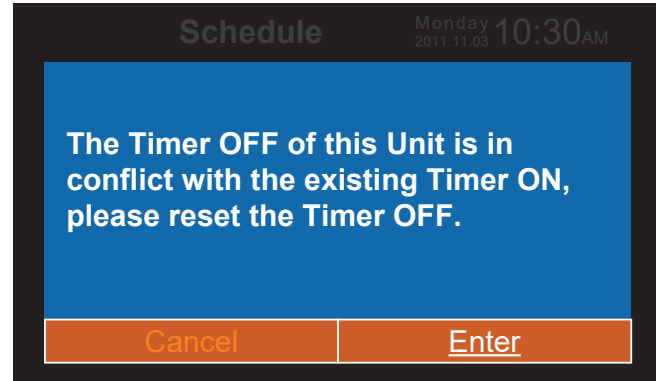 Schedule
Monday
2011.11.03 10:30AM
The Timer OFF of this Unit is in
conflict with the existing Timer ON,
please reset the Timer OFF.
Cancel
Enter